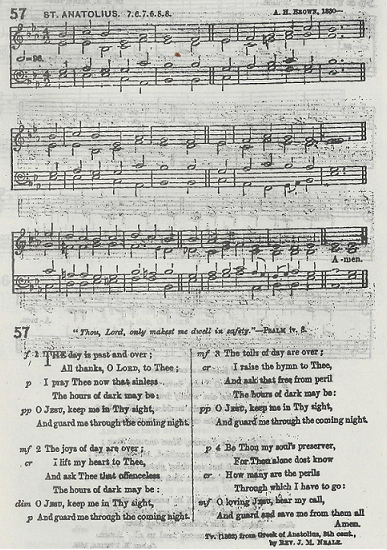 57 ST. ANATOLIUS. 7.6.7.6.8.8. A. H. BROWN, 1830—
=96.
A-men.
57 "Thou, Lord, only makest me dwell in safety."—PSALM iv. 8.
f 1 THE day is past and over;
All thanks, O LORD, to Thee;
p I pray Thee now that sinless
The hours of dark may be:
pp O JESU, keep me in Thy sight,
And guard me through the coming night.
mf 2 The joys of day are over;
cr I lift my heart to Thee,
And ask Thee that offenceless
The hours of dark may be:
dim O JESU, keep me in Thy sight,
p And guard me through the coming night.
mf 3 The toils of day are over;
cr I raise the hymn to Thee,
And ask that free from peril
The hours of dark may be:
pp O JESU, keep me in Thy sight,
And guard me through the coming night.
p 4 Be Thou my soul's preserver,
For Thou alone dost know
cr How many are the perils
Through which I have to go:
mf O loving JESU, hear my call,
And guard and save me from them all
Amen.
Tr. (1862) from Greek of Anatolius, 8th cent.,
by REV. J. M. NEALE.